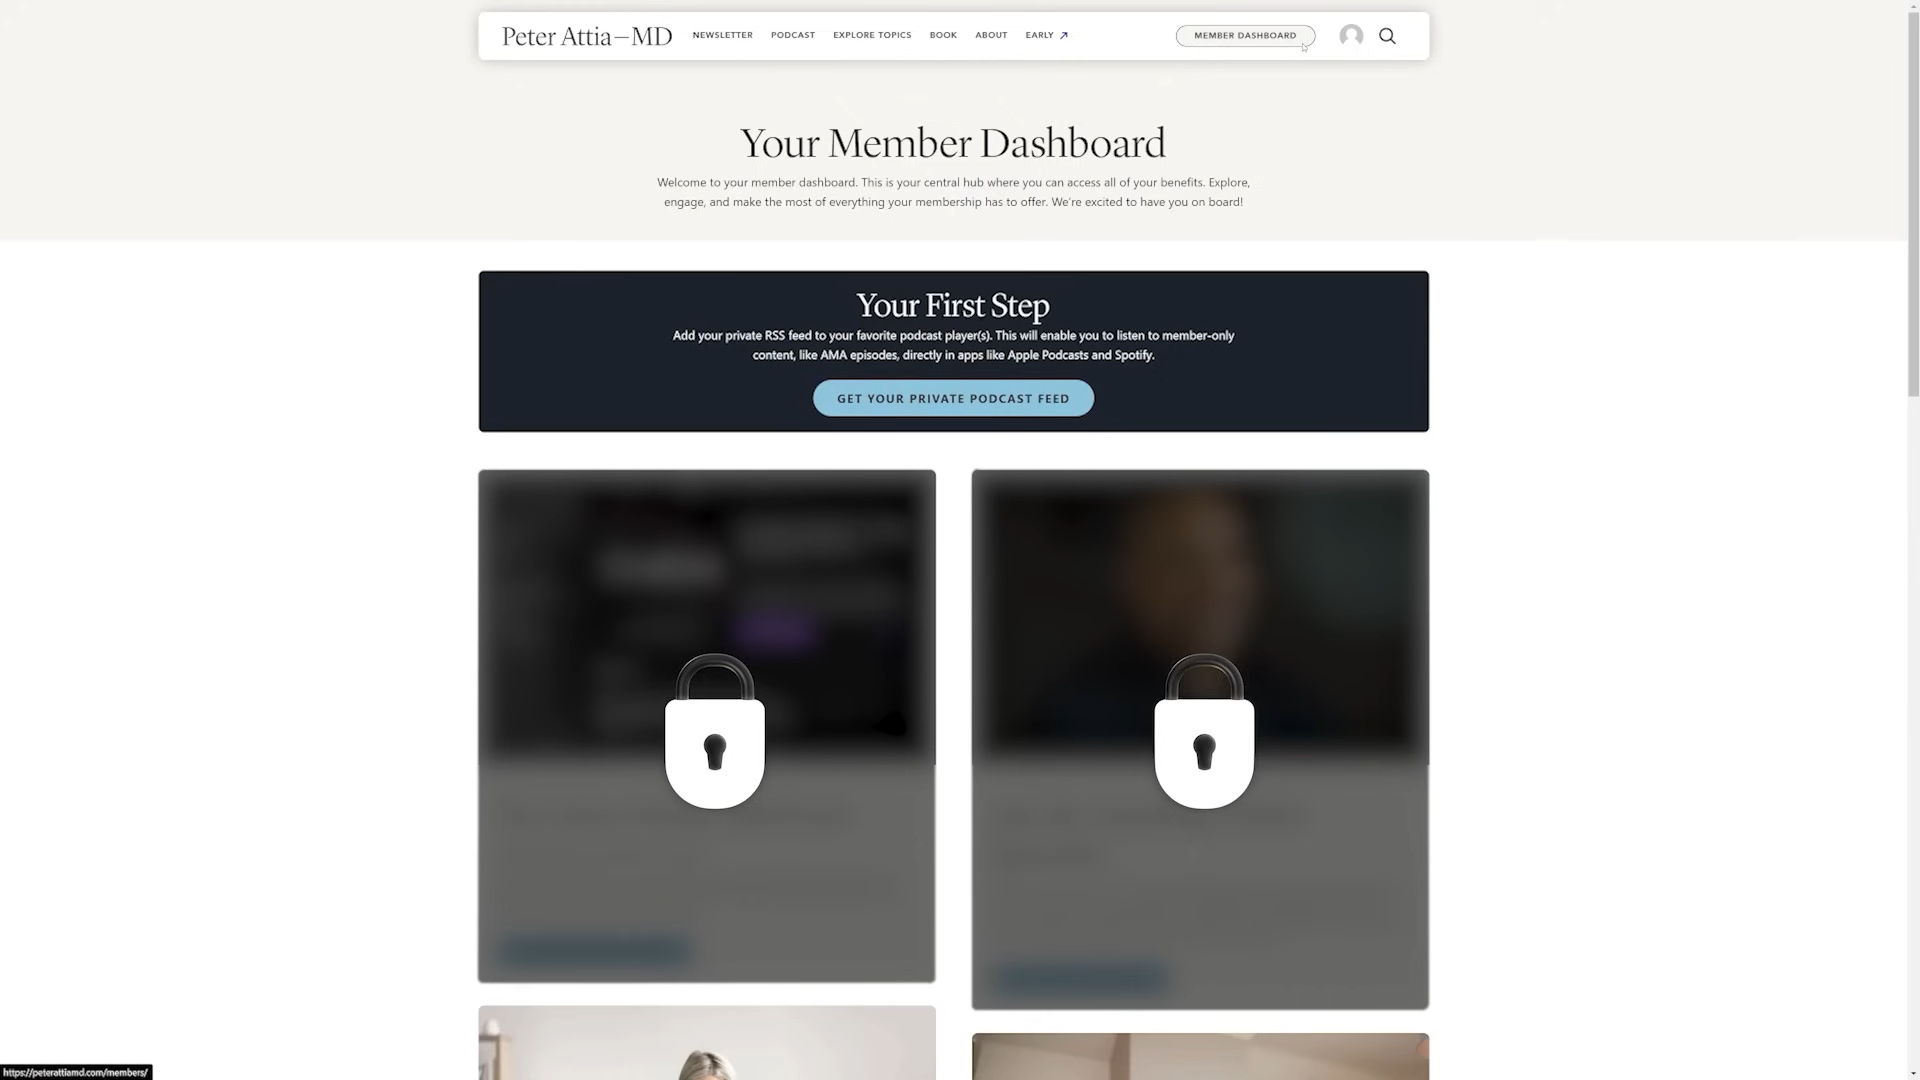 Peter Attia—MD
NEWSLETTER PODCAST EXPLORE TOPICS BOOK ABOUT EARLY
MEMBER DASHBOARD
Your Member Dashboard
Welcome to your member dashboard. This is your central hub where you can access all of your benefits. Explore,
engage, and make the most of everything your membership has to offer. We're excited to have you on board!
Your First Step
Add your private RSS feed to your favorite podcast player(s). This will enable you to listen to member-only
content, like AMA episodes, directly in apps like Apple Podcasts and Spotify.
GET YOUR PRIVATE PODCAST FEED
https://peterattiamd.com/members/